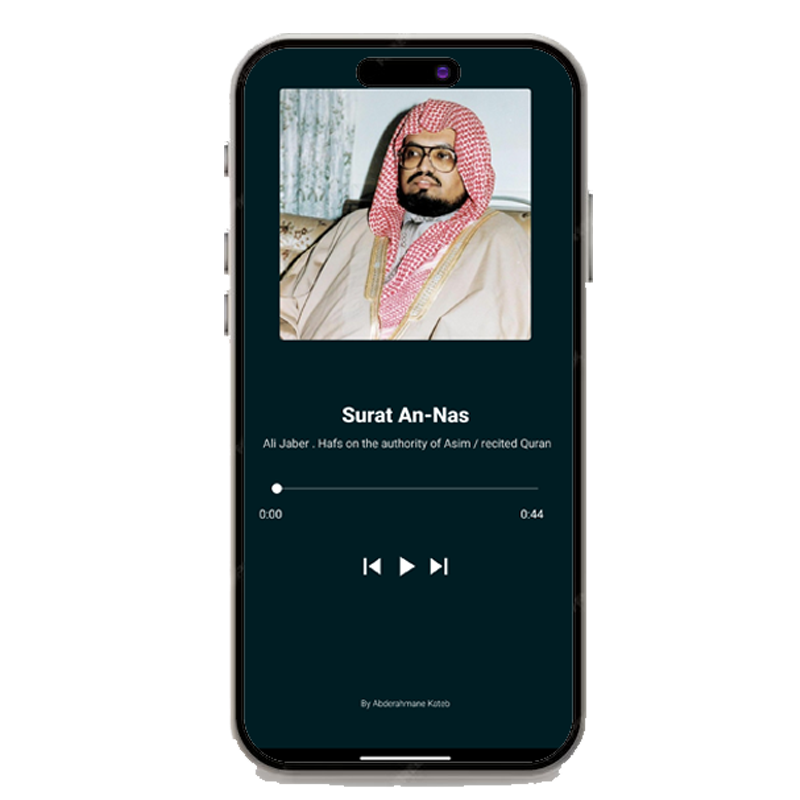 Surat An-Nas
Ali Jaber . Hafs on the authority of Asim / recited Quran
0:00
0:44
By Abderahmane Kateb